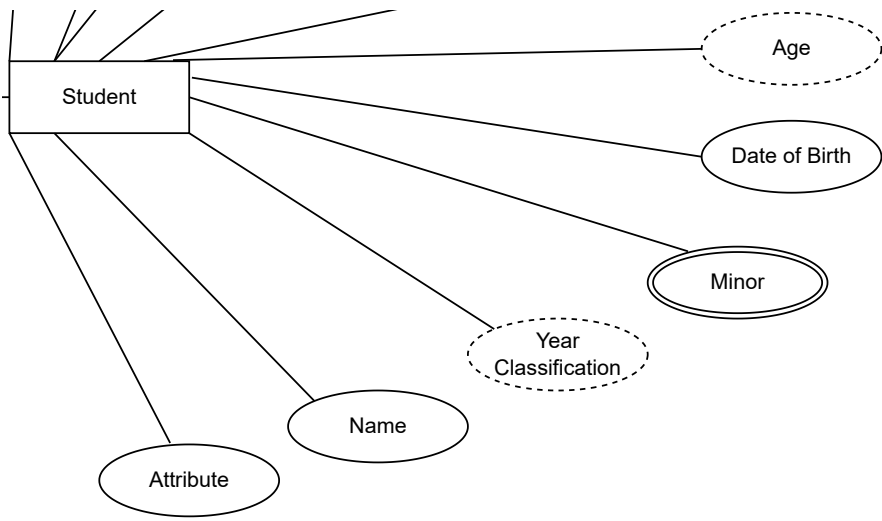 Age
Student
Date of Birth
Minor
Year
Classification
Name
Attribute